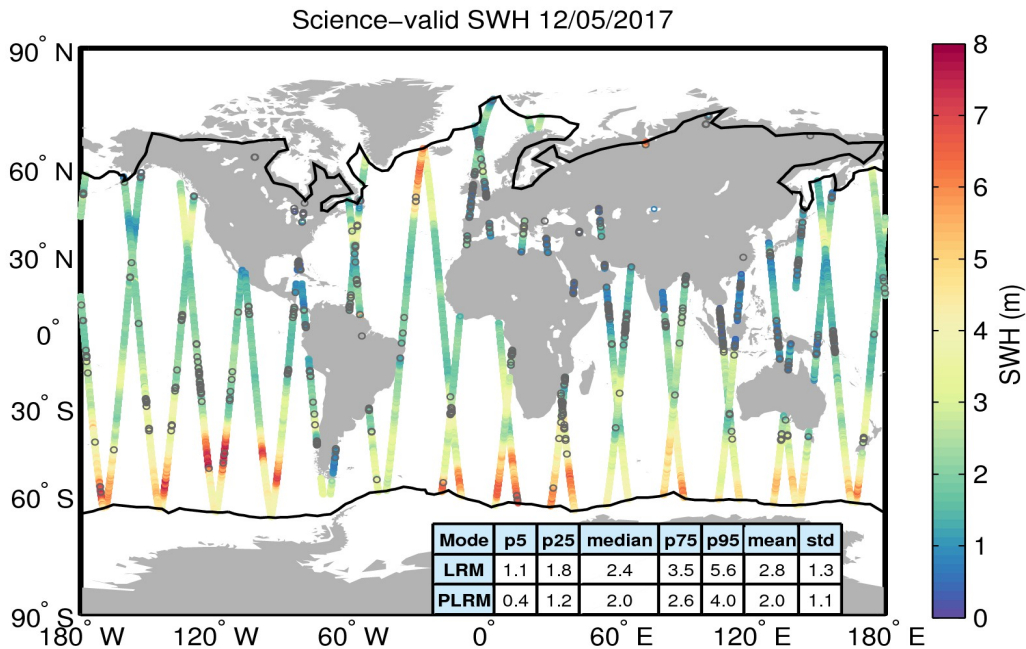 Science−valid SWH 12/05/2017
90° N
60° N
30° N
0°
30° S
60° S
90° S
180° W
120° W
60° W
0°
60° E
120° E
180° E
8
7
6
5
4
3
2
1
0
SWH (m)
Mode p5 p25 median p75 p95 mean std
LRM 1.1 1.8 2.4 3.5 5.6 2.8 1.3
PLRM 0.4 1.2 2.0 2.6 4.0 2.0 1.1